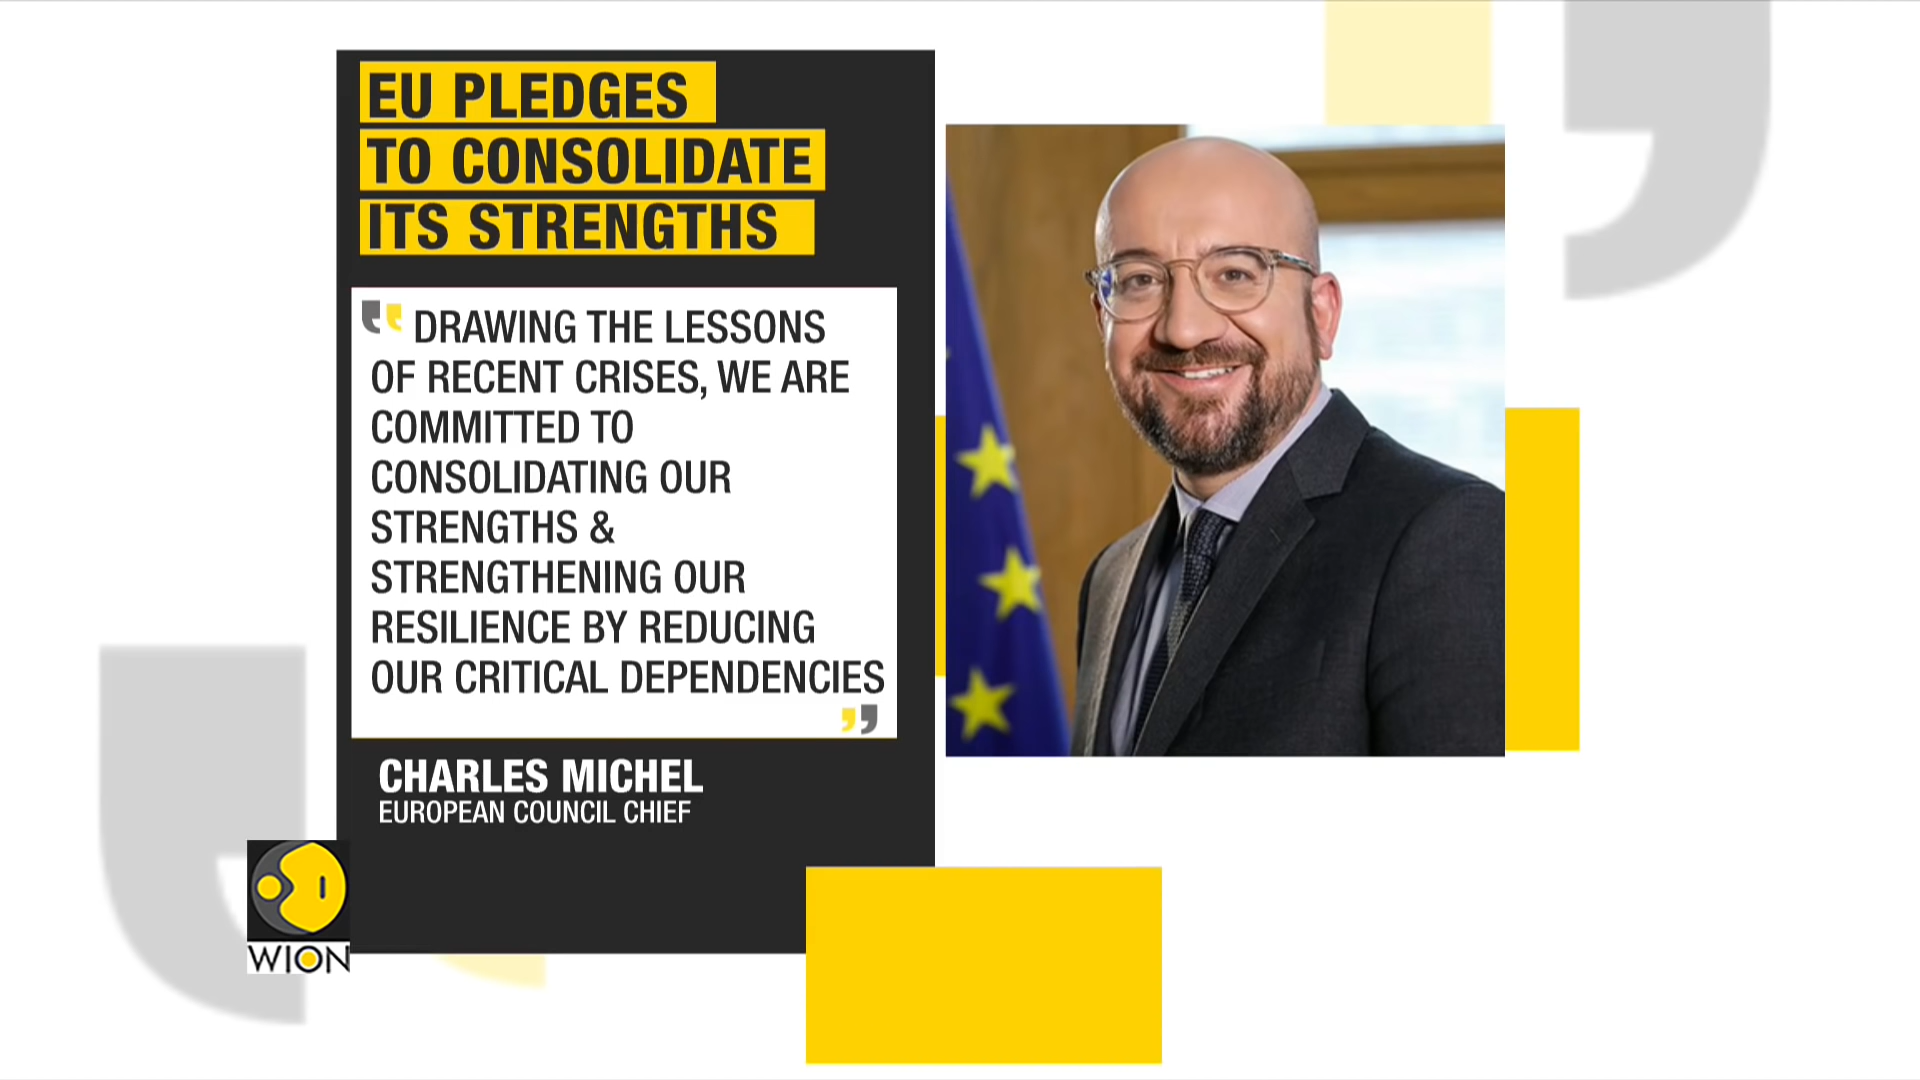 EU PLEDGES
TO CONSOLIDATE
ITS STRENGTHS
DRAWING THE LESSONS
OF RECENT CRISES, WE ARE
COMMITTED TO
CONSOLIDATING OUR
STRENGTHS &
STRENGTHENING OUR
RESILIENCE BY REDUCING
OUR CRITICAL DEPENDENCIES
CHARLES MICHEL
EUROPEAN COUNCIL CHIEF
WION